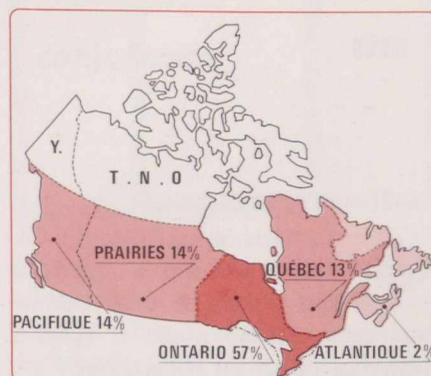 Y.
T.N.O
PRAIRIES 14%
QUÉBEC 13%
PACIFIQUE 14%
ONTARIO 57%
ATLANTIQUE 2%